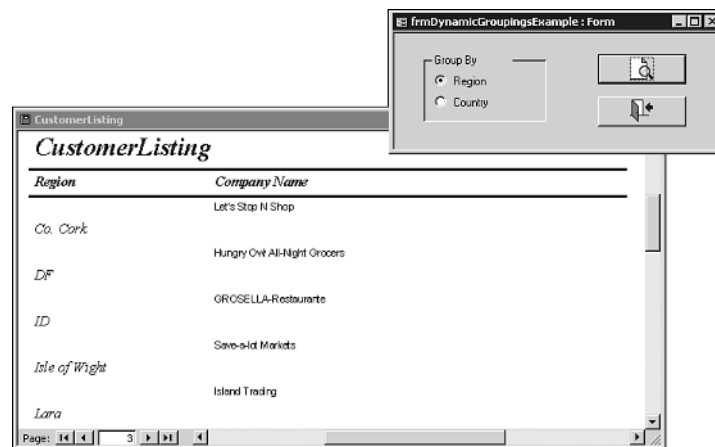 frmDynamicGroupingsExample : Form
Group By
Region
Country
CustomerListing
CustomerListing
Region Company Name
Let's Stop N Shop
Co. Cork
Hungry Owl All-Night Grocers
DF
GROSELLA-Restaurante
ID
Save-a-lot Markets
Isle of Wight
Island Trading
Lara
Page: 3